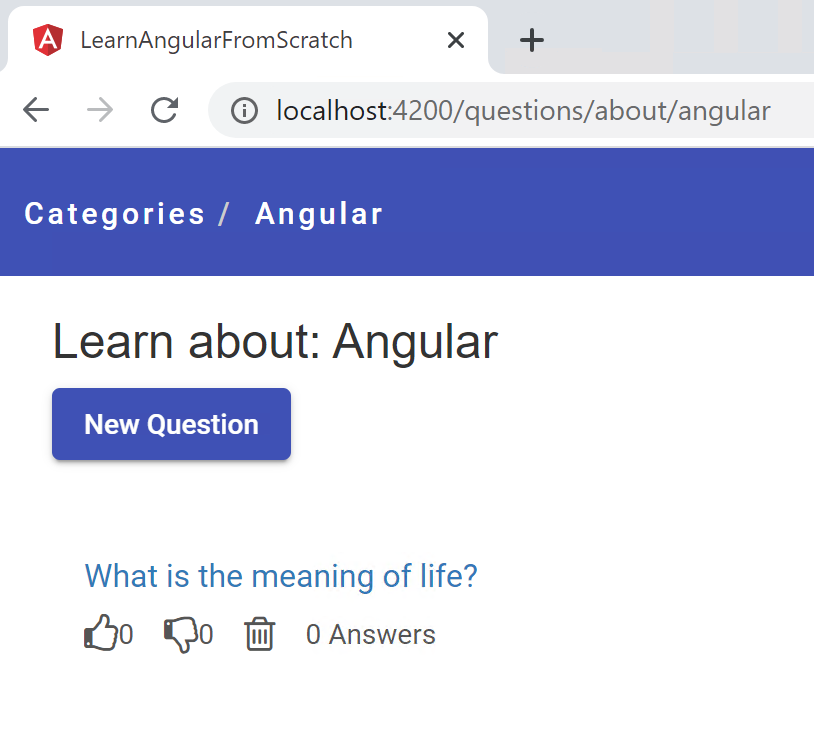 LearnAngularFromScratch
localhost:4200/questions/about/angular
Categories / Angular
Learn about: Angular
New Question
What is the meaning of life?
0 0 0 Answers